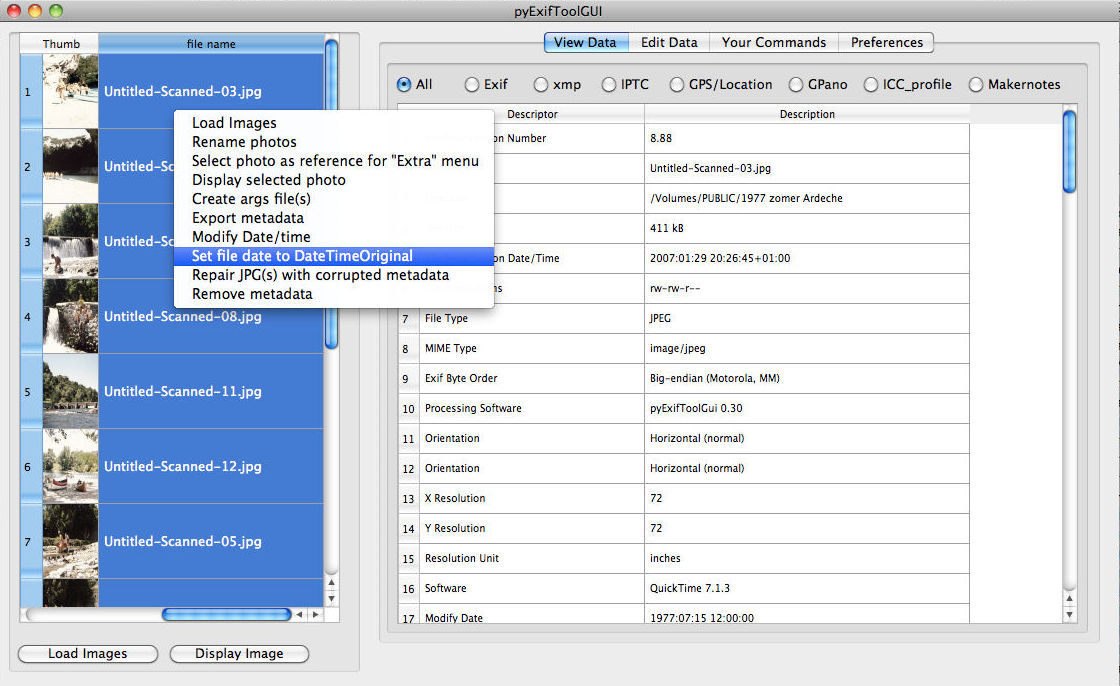 pyExifToolGUI
Thumb file name
1 Untitled-Scanned-03.jpg
2 Untitled-Sc
3 Untitled-Sc
4 Untitled-Scanned-08.jpg
5 Untitled-Scanned-11.jpg
6 Untitled-Scanned-12.jpg
7 Untitled-Scanned-05.jpg
Load Images Display Image
Load Images
Rename photos
Select photo as reference for "Extra" menu
Display selected photo
Create args file(s)
Export metadata
Modify Date/time
Set file date to DateTimeOriginal
Repair JPG(s) with corrupted metadata
Remove metadata
View Data Edit Data Your Commands Preferences
All Exif xmp IPTC GPS/Location GPano ICC_profile Makernotes
Descriptor Description
on Number 8.88
Untitled-Scanned-03.jpg
/Volumes/PUBLIC/1977 zomer Ardeche
411 kB
on Date/Time 2007:01:29 20:26:45+01:00
ns rw-rw-r--
7 File Type JPEG
8 MIME Type image/jpeg
9 Exif Byte Order Big-endian (Motorola, MM)
10 Processing Software pyExifToolGui 0.30
11 Orientation Horizontal (normal)
12 Orientation Horizontal (normal)
13 X Resolution 72
14 Y Resolution 72
15 Resolution Unit inches
16 Software QuickTime 7.1.3
17 Modify Date 1977:07:15 12:00:00